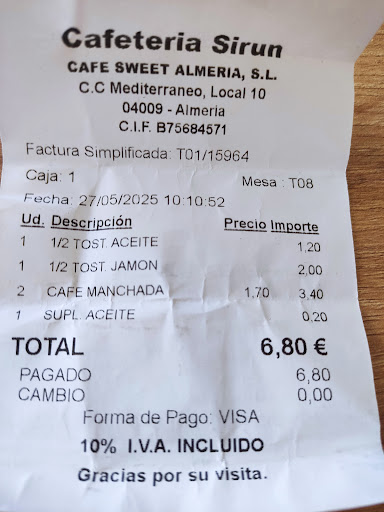 Cafeteria Sirun
CAFE SWEET ALMERIA, S.L.
C.C Mediterraneo, Local 10
04009 - Almeria
C.I.F. B75684571
Factura Simplificada: T01/15964
Caja: 1 Mesa : T08
Fecha: 27/05/2025 10:10:52
Ud. Descripción Precio Importe
1 1/2 TOST. ACEITE 1,20
1 1/2 TOST. JAMON 2,00
2 CAFE MANCHADA 1,70 3,40
1 SUPL. ACEITE 0,20
TOTAL 6,80 €
PAGADO 6,80
CAMBIO 0,00
Forma de Pago: VISA
10% I.V.A. INCLUIDO
Gracias por su visita.